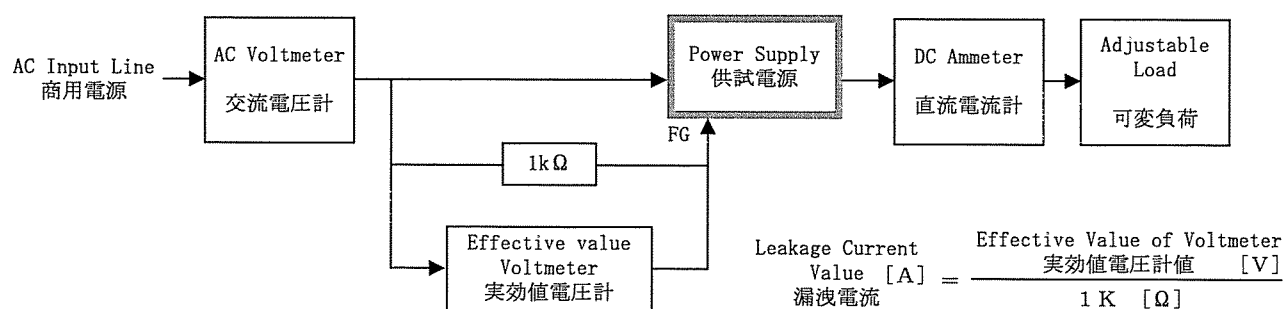 AC Input Line
商用電源
AC Voltmeter
交流電圧計
Power Supply
供試電源
FG
DC Ammeter
直流電流計
Adjustable
Load
可変負荷
1kΩ
Effective value
Voltmeter
実効値電圧計
Leakage Current
Value [A]
漏洩電流
=
Effective Value of Voltmeter
実効値電圧計値 [V]
1 K [Ω]